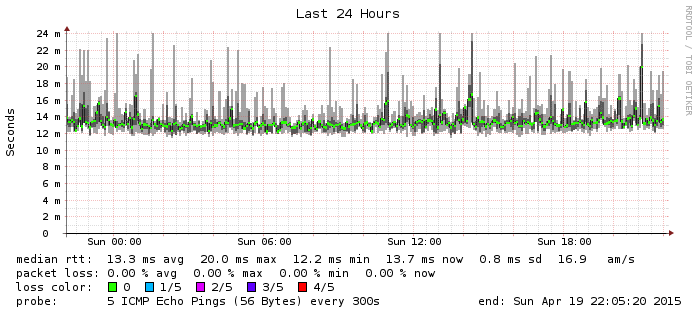 Last 24 Hours
RRDTOOL / TOBI OETIKER
Seconds
24 m
22 m
20 m
18 m
16 m
14 m
12 m
10 m
8 m
6 m
4 m
2 m
0
Sun 00:00 Sun 06:00 Sun 12:00 Sun 18:00
median rtt: 13.3 ms avg 20.0 ms max 12.2 ms min 13.7 ms now 0.8 ms sd 16.9 am/s
packet loss: 0.00 % avg 0.00 % max 0.00 % min 0.00 % now
loss color: 0 1/5 2/5 3/5 4/5
probe: 5 ICMP Echo Pings (56 Bytes) every 300s end: Sun Apr 19 22:05:20 2015